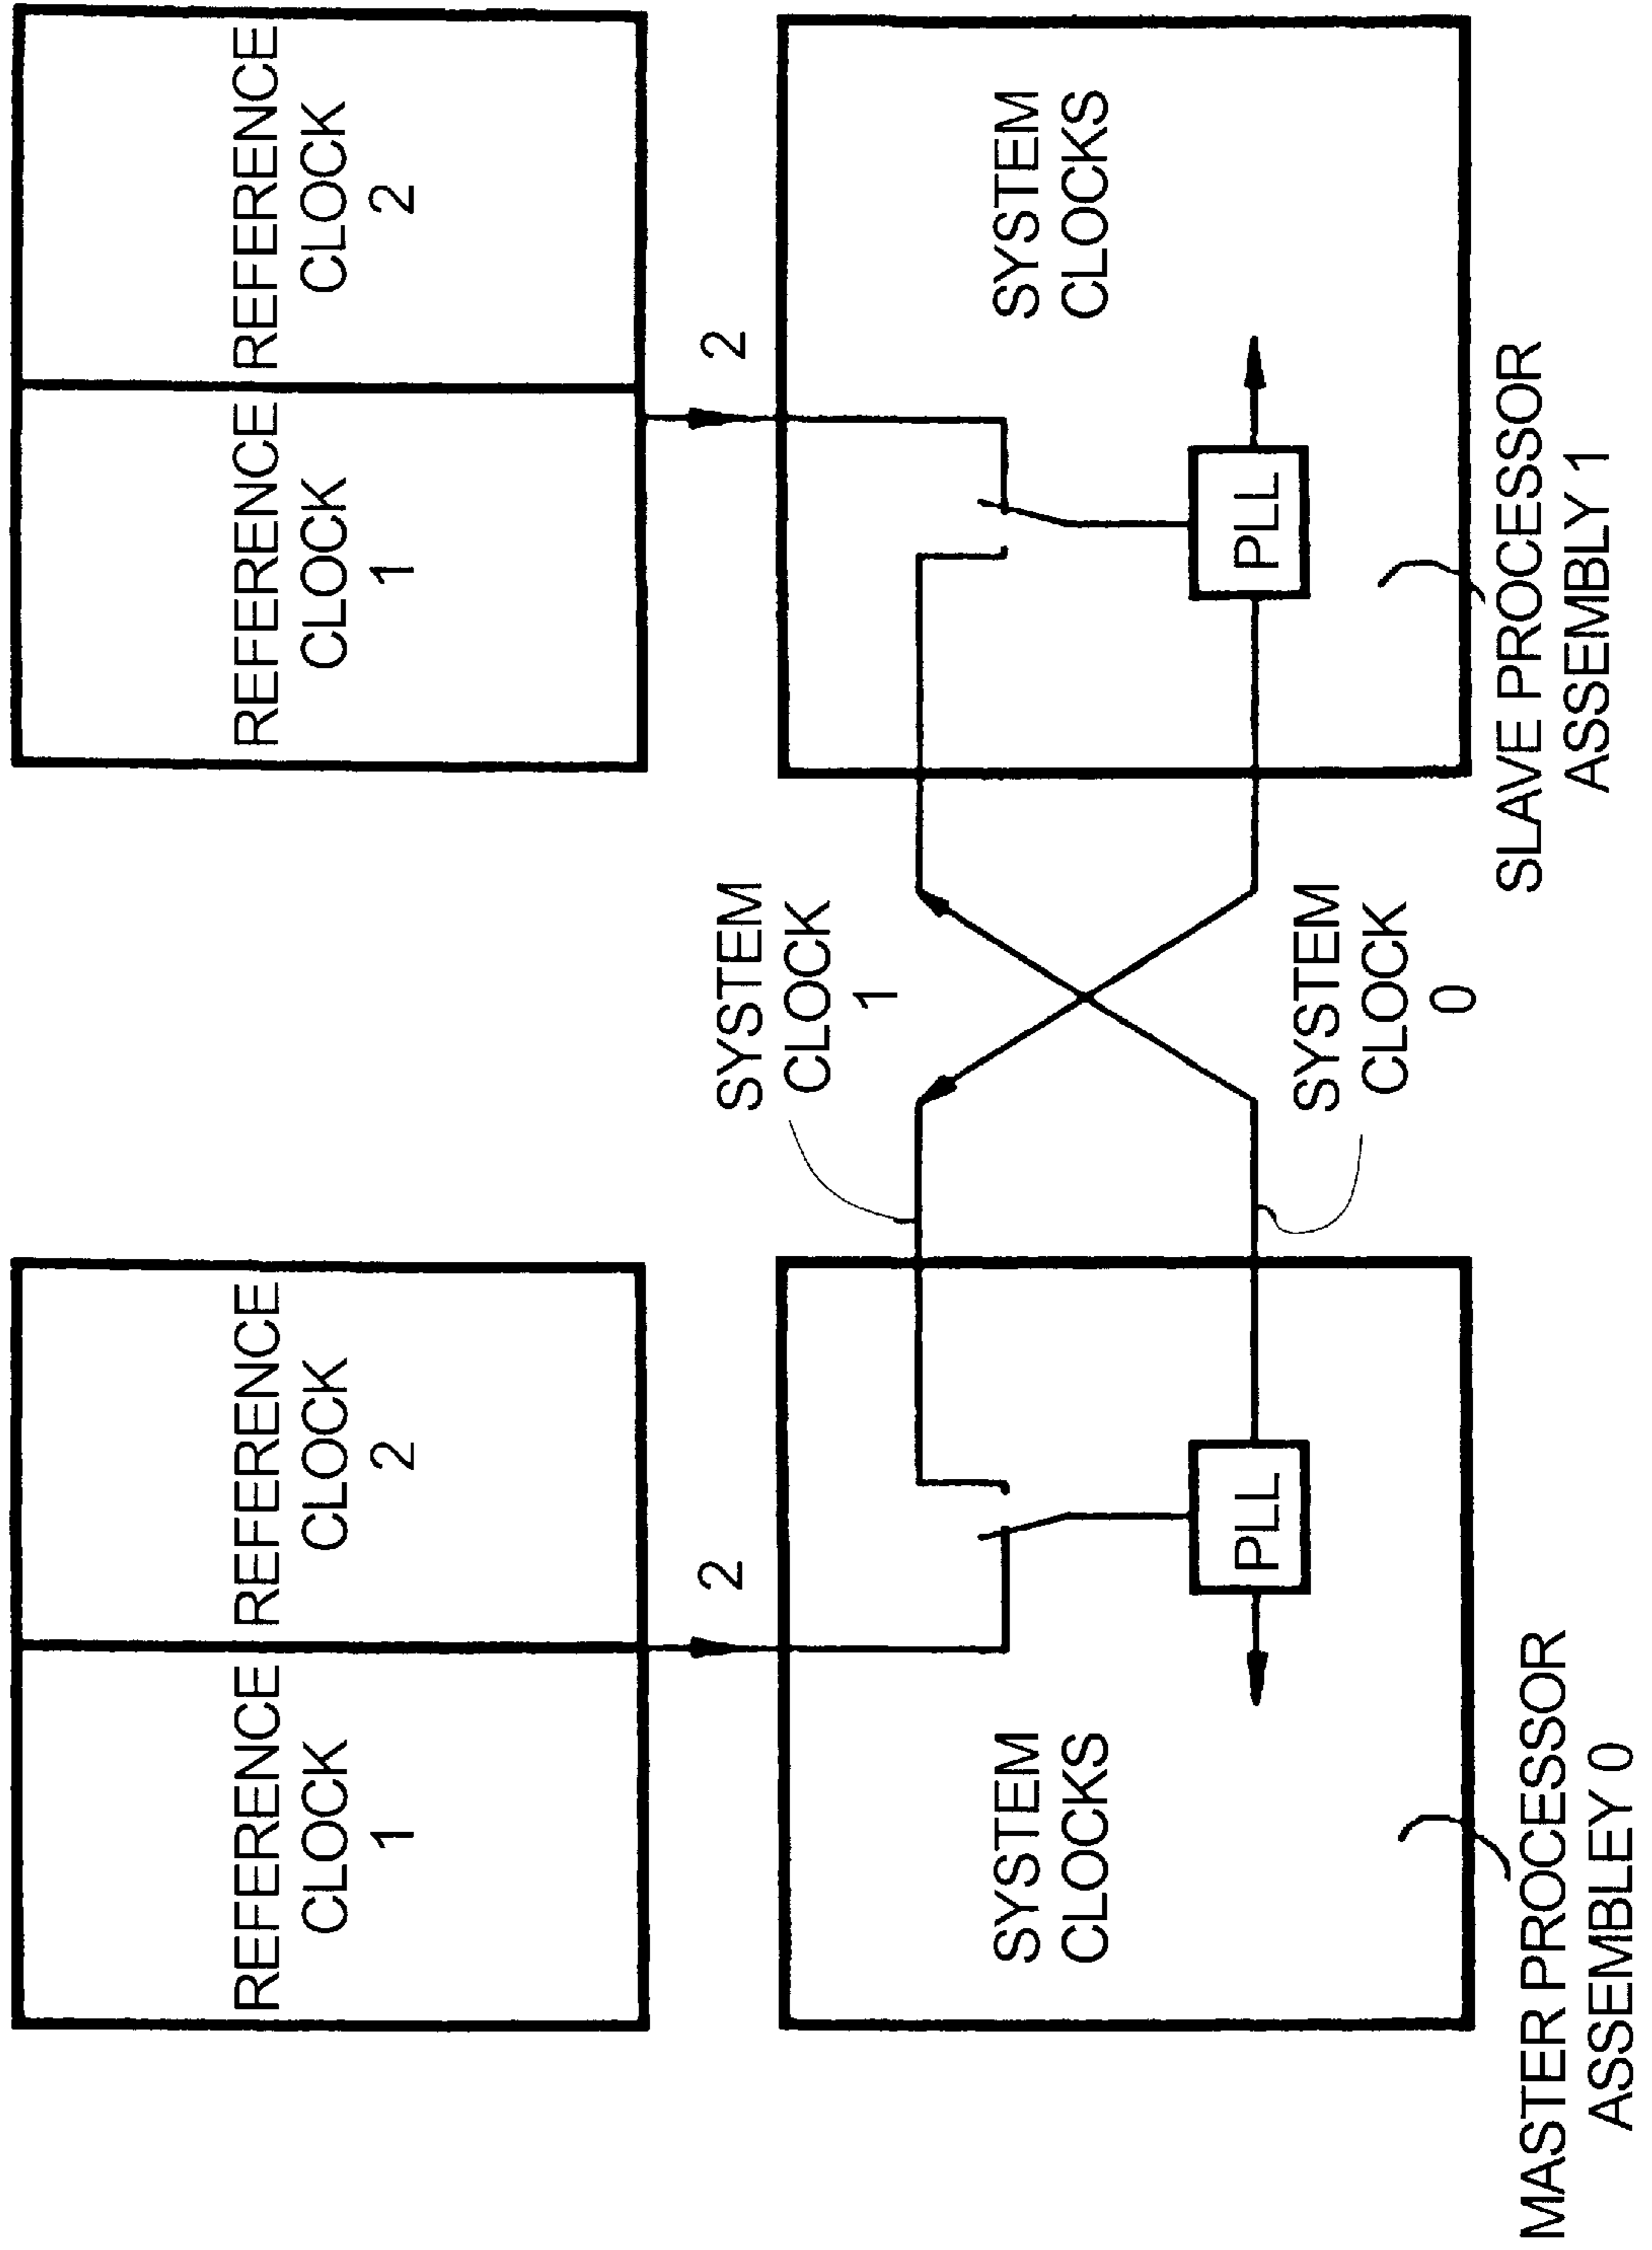 REFERENCE
CLOCK
1
REFERENCE
CLOCK
2
REFERENCE
CLOCK
1
REFERENCE
CLOCK
2
2
2
SYSTEM
CLOCK
1
SYSTEM
CLOCKS
PLL
SYSTEM
CLOCKS
PLL
SYSTEM
CLOCK
0
MASTER PROCESSOR
ASSEMBLEY 0
SLAVE PROCESSOR
ASSEMBLY 1